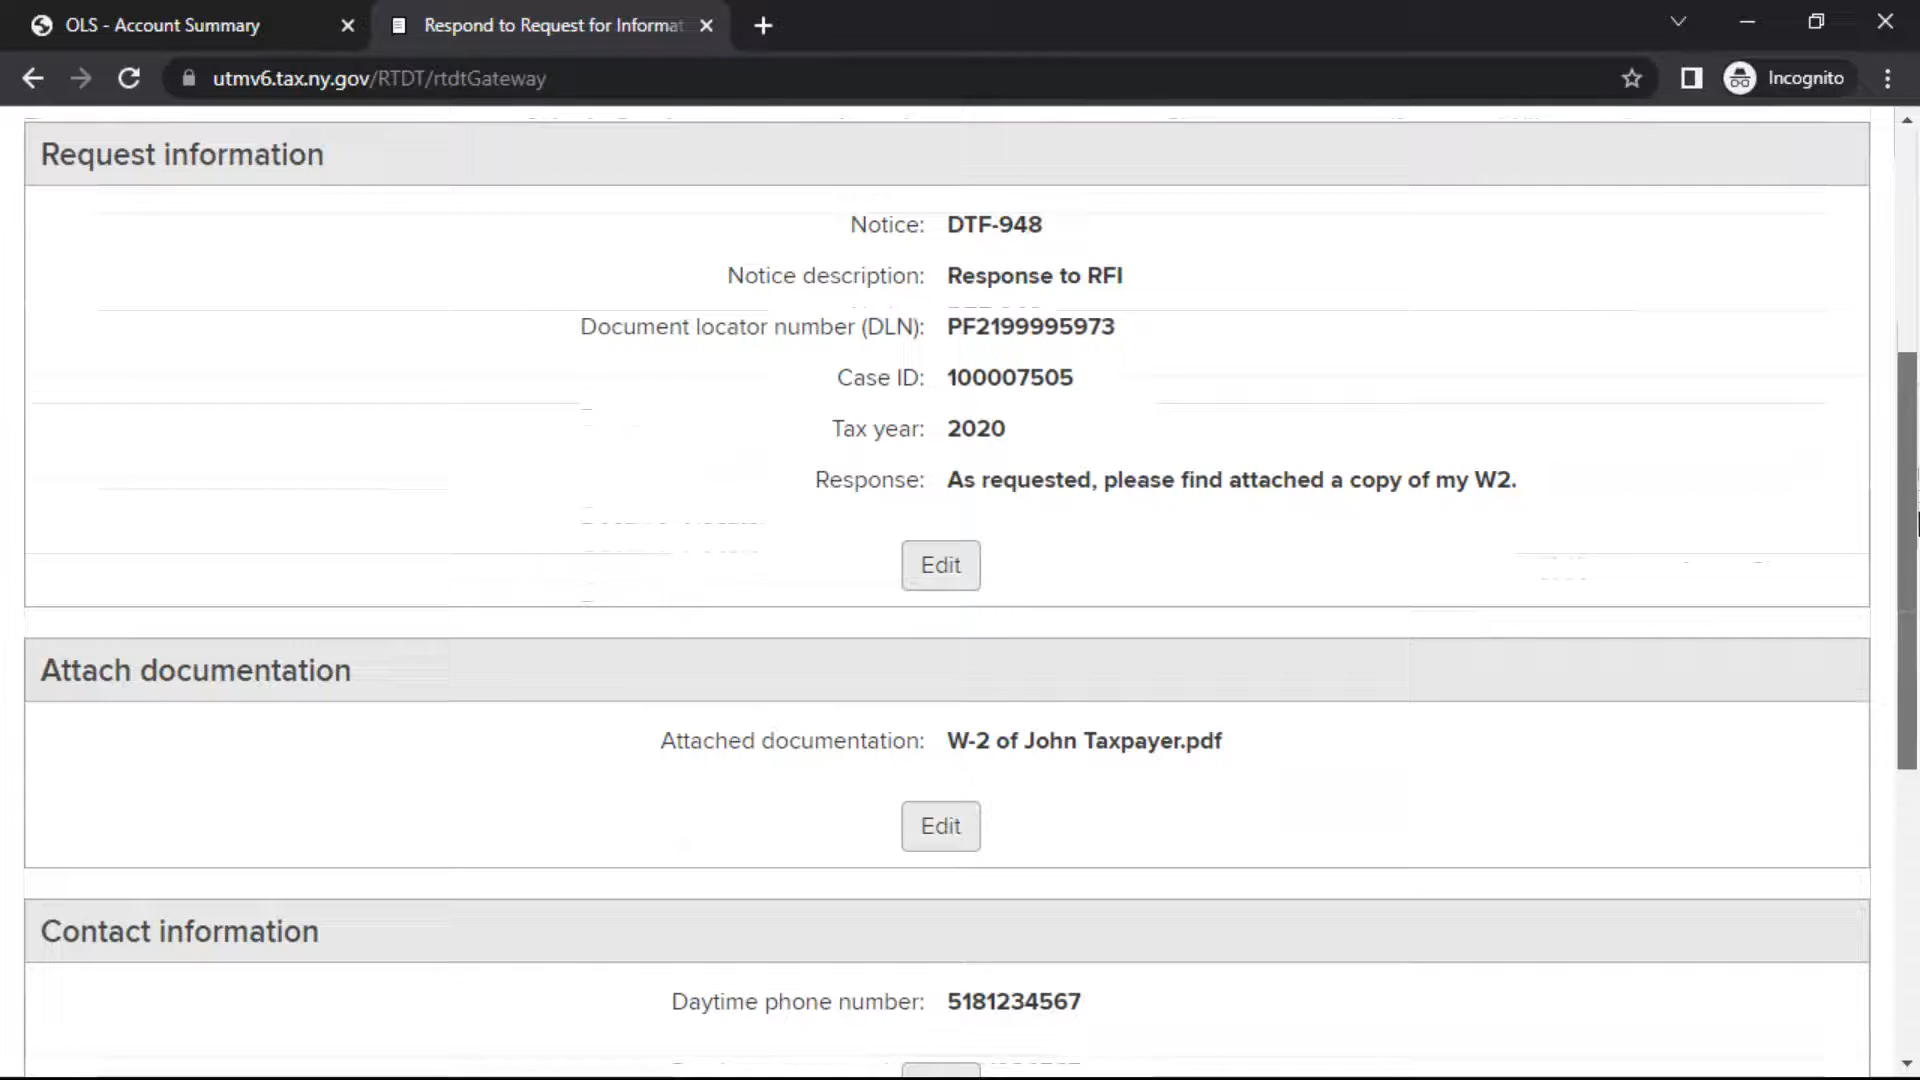 OLS - Account Summary
Respond to Request for Informat
utmv6.tax.ny.gov/RTDT/rtdtGateway
Incognito
Request information
Notice: DTF-948
Notice description: Response to RFI
Document locator number (DLN): PF2199995973
Case ID: 100007505
Tax year: 2020
Response: As requested, please find attached a copy of my W2.
Edit
Attach documentation
Attached documentation: W-2 of John Taxpayer.pdf
Edit
Contact information
Daytime phone number: 5181234567